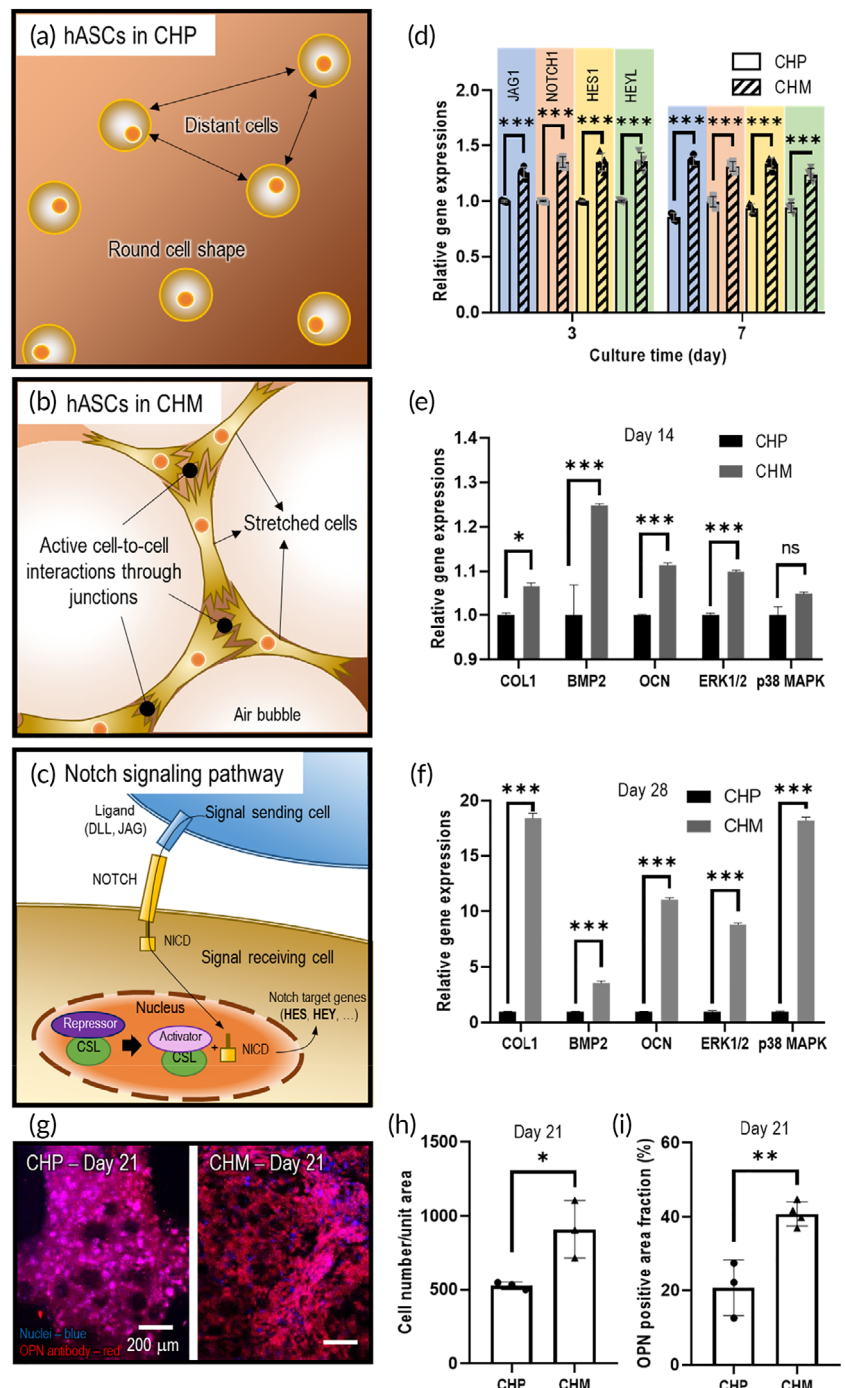 (a) hASCs in CHP
Distant cells
Round cell shape
(b) hASCs in CHM
Active cell-to-cell
interactions through
junctions
Stretched cells
Air bubble
(c) Notch signaling pathway
Ligand
(DLL, JAG)
Signal sending cell
NOTCH
NICD
Signal receiving cell
Nucleus
Notch target genes
(HES, HEY, ...)
Repressor
CSL
Activator
CSL
+
NICD
(d)
CHP
CHM
JAG1
NOTCH1
HES1
HEYL
Relative gene expressions
2.0
1.5
1.0
0.5
0.0
*** *** *** *** *** *** *** ***
3 7
Culture time (day)
(e)
Day 14
CHP
CHM
Relative gene expressions
1.4
1.3
1.2
1.1
1.0
0.9
* *** *** *** ns
COL1 BMP2 OCN ERK1/2 p38 MAPK
(f)
Day 28
CHP
CHM
Relative gene expressions
20
15
10
5
0
*** *** *** *** ***
COL1 BMP2 OCN ERK1/2 p38 MAPK
(g)
CHP – Day 21
Nuclei – blue
OPN antibody – red
200 μm
CHM – Day 21
(h)
Day 21
Cell number/unit area
1500
1000
500
0
*
CHP CHM
(i)
Day 21
OPN positive area fraction (%)
60
40
20
0
**
CHP CHM